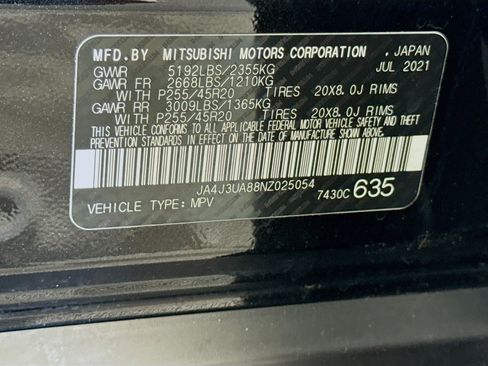 MFD.BY MITSUBISHI MOTORS CORPORATION , JAPAN
GVWR 5192LBS/2355KG JUL 2021
GAWR FR 2668LBS/1210KG
WITH P255/45R20 TIRES 20X8.0J RIMS
GAWR RR 3009LBS/1365KG
WITH P255/45R20 TIRES 20X8.0J RIMS
THIS VEHICLE CONFORMS TO ALL APPLICABLE FEDERAL MOTOR VEHICLE SAFETY AND THEFT
PREVENTION STANDARDS IN EFFECT ON THE DATE OF MANUFACTURE SHOWN ABOVE.
JA4J3UA88NZ025054
VEHICLE TYPE: MPV 7430C 635